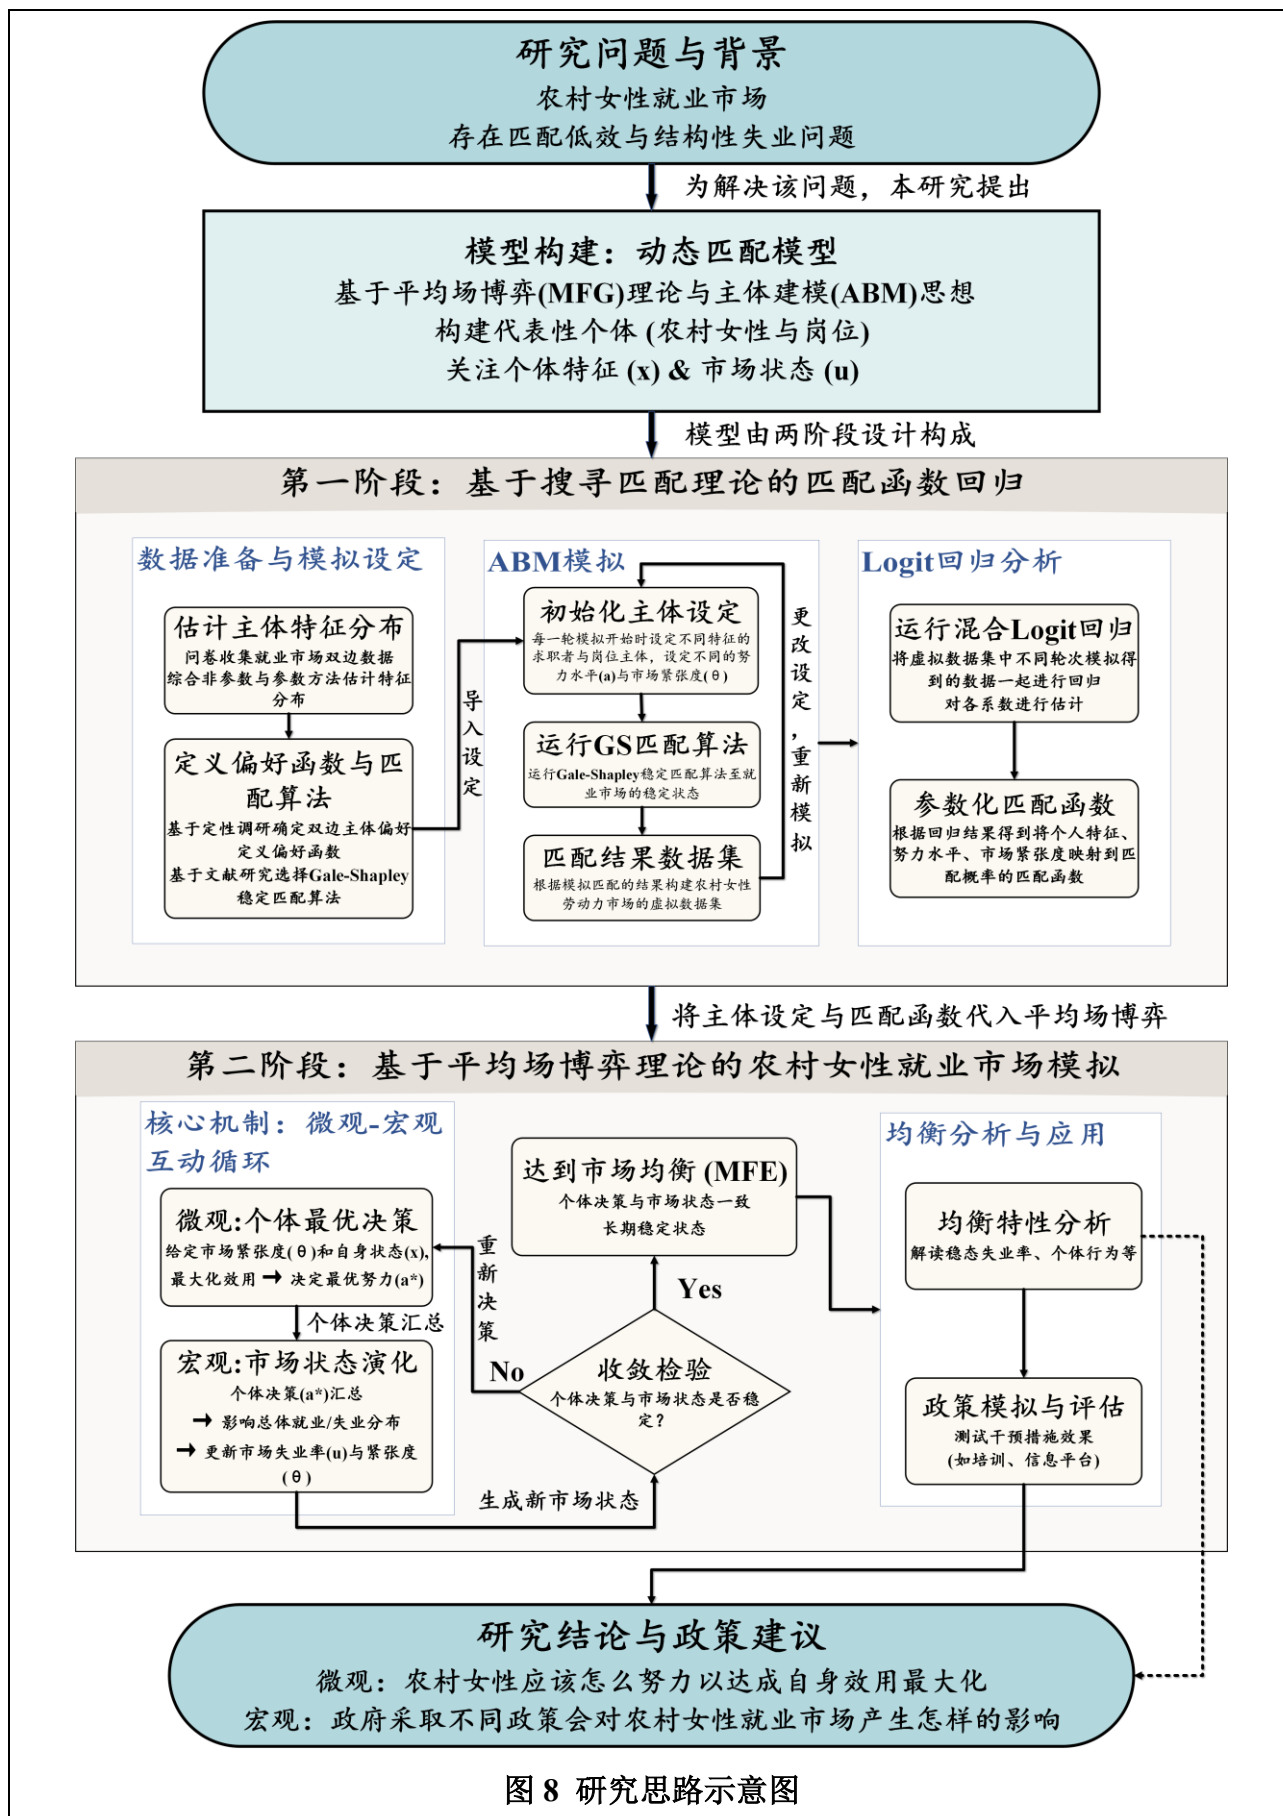 研究问题与背景
农村女性就业市场
存在匹配低效与结构性失业问题
为解决该问题，本研究提出
模型构建：动态匹配模型
基于平均场博弈(MFG)理论与主体建模(ABM)思想
构建代表性个体 (农村女性与岗位)
关注个体特征 (x) & 市场状态 (u)
模型由两阶段设计构成
第一阶段：基于搜寻匹配理论的匹配函数回归
数据准备与模拟设定
估计主体特征分布
问卷收集就业市场双边数据
综合非参数与参数方法估计特征
分布
定义偏好函数与匹
配算法
基于定性调研确定双边主体偏好
定义偏好函数
基于文献研究选择Gale-Shapley
稳定匹配算法
导入设定
ABM模拟
初始化主体设定
每一轮模拟开始时设定不同特征的
求职者与岗位主体，设定不同的努
力水平(a)与市场紧张度(θ)
运行GS匹配算法
运行Gale-Shapley稳定匹配算法至就
业市场的稳定状态
匹配结果数据集
根据模拟匹配的结果构建农村女性
劳动力市场的虚拟数据集
更改设定，重新模拟
Logit回归分析
运行混合Logit回归
将虚拟数据集中不同轮次模拟得
到的数据一起进行回归
对各系数进行估计
参数化匹配函数
根据回归结果得到将个人特征、
努力水平、市场紧张度映射到匹
配概率的匹配函数
将主体设定与匹配函数代入平均场博弈
第二阶段：基于平均场博弈理论的农村女性就业市场模拟
核心机制：微观-宏观
互动循环
微观:个体最优决策
给定市场紧张度(θ)和自身状态(x),
最大化效用 → 决定最优努力(a*)
个体决策汇总
宏观:市场状态演化
个体决策(a*)汇总
→ 影响总体就业/失业分布
→ 更新市场失业率(u)与紧张度
(θ)
生成新市场状态
重新决策
No
达到市场均衡 (MFE)
个体决策与市场状态一致
长期稳定状态
Yes
收敛检验
个体决策与市场状态是否稳
定？
均衡分析与应用
均衡特性分析
解读稳态失业率、个体行为等
政策模拟与评估
测试干预措施效果
(如培训、信息平台)
研究结论与政策建议
微观：农村女性应该怎么努力以达成自身效用最大化
宏观：政府采取不同政策会对农村女性就业市场产生怎样的影响
图 8 研究思路示意图